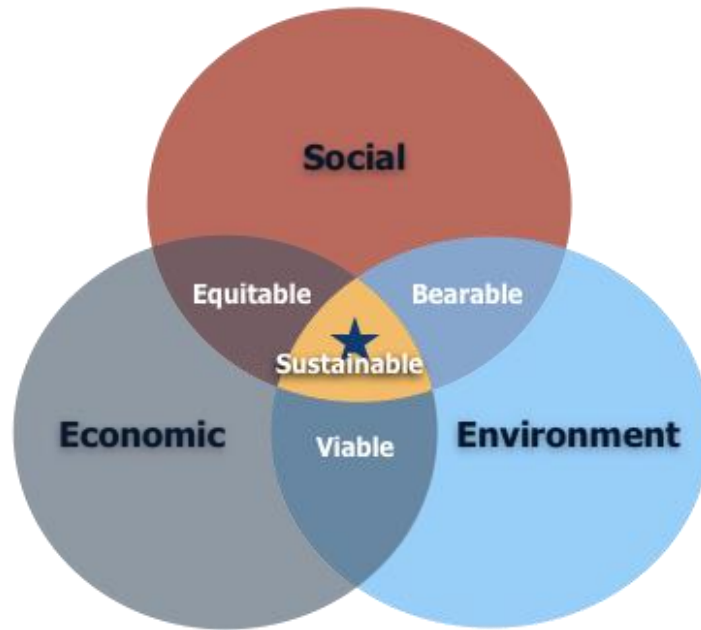 Social
Equitable
Bearable
Sustainable
Economic
Viable
Environment